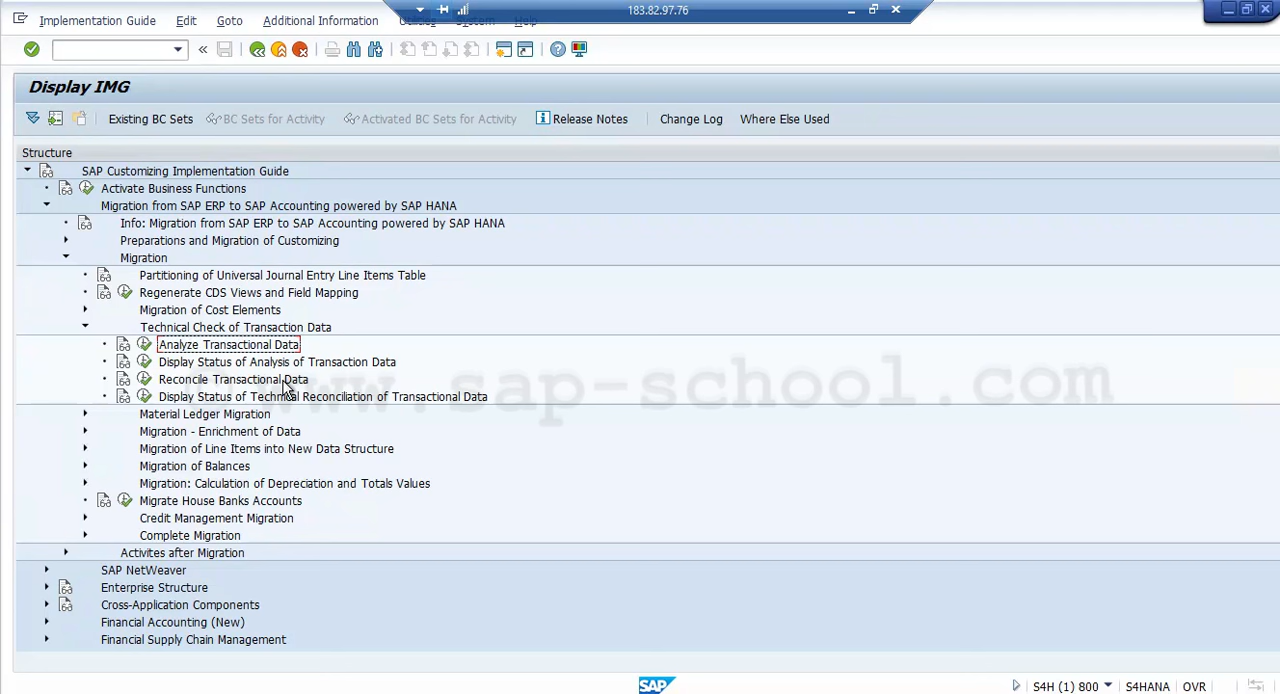 183.82.97.76
Implementation Guide Edit Goto Additional Information Utilities System Help
Display IMG
Existing BC Sets BC Sets for Activity Activated BC Sets for Activity Release Notes Change Log Where Else Used
Structure
SAP Customizing Implementation Guide
Activate Business Functions
Migration from SAP ERP to SAP Accounting powered by SAP HANA
Info: Migration from SAP ERP to SAP Accounting powered by SAP HANA
Preparations and Migration of Customizing
Migration
Partitioning of Universal Journal Entry Line Items Table
Regenerate CDS Views and Field Mapping
Migration of Cost Elements
Technical Check of Transaction Data
Analyze Transactional Data
Display Status of Analysis of Transaction Data
Reconcile Transactional Data
Display Status of Technical Reconciliation of Transactional Data
www.sap-school.com
Material Ledger Migration
Migration - Enrichment of Data
Migration of Line Items into New Data Structure
Migration of Balances
Migration: Calculation of Depreciation and Totals Values
Migrate House Banks Accounts
Credit Management Migration
Complete Migration
Activites after Migration
SAP NetWeaver
Enterprise Structure
Cross-Application Components
Financial Accounting (New)
Financial Supply Chain Management
SAP
S4H (1) 800 S4HANA OVR